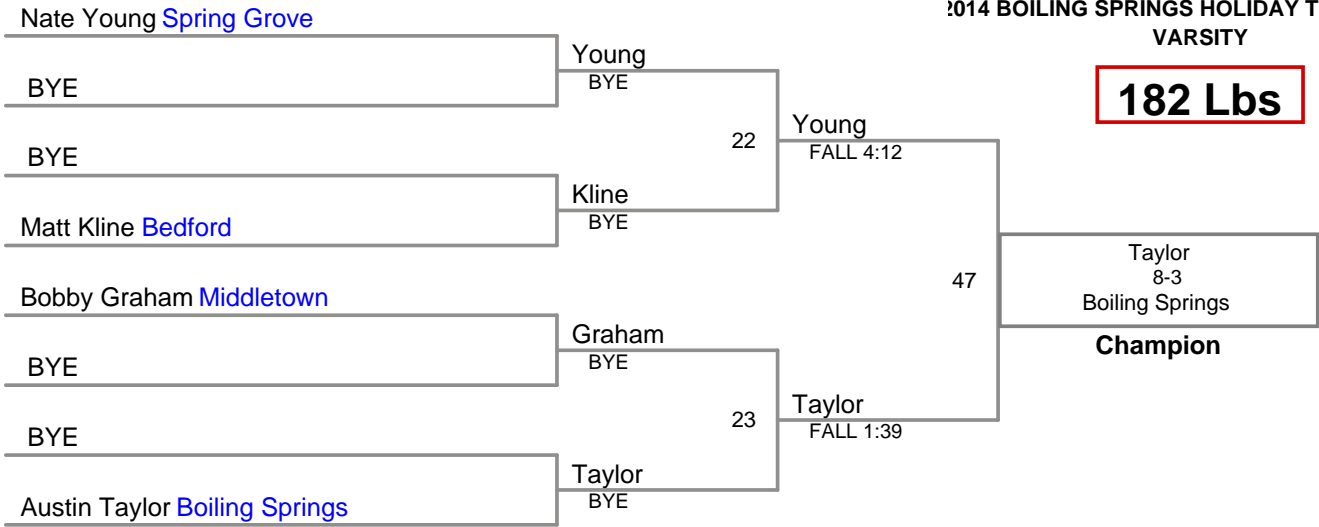 Nate Young Spring Grove
2014 BOILING SPRINGS HOLIDAY T
VARSITY
Young
BYE
BYE
182 Lbs
Young
FALL 4:12
22
BYE
Kline
BYE
Matt Kline Bedford
Taylor
8-3
Boiling Springs
47
Bobby Graham Middletown
Graham
BYE
Champion
BYE
Taylor
FALL 1:39
23
BYE
Taylor
BYE
Austin Taylor Boiling Springs